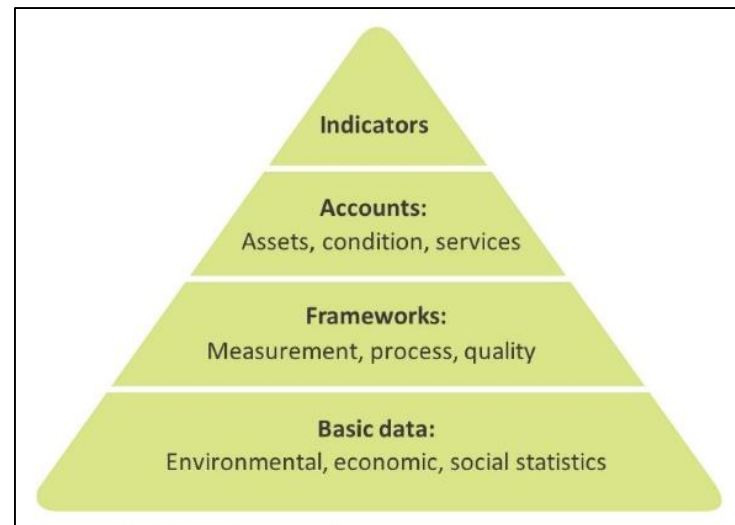 Indicators
Accounts:
Assets, condition, services
Frameworks:
Measurement, process, quality
Basic data:
Environmental, economic, social statistics